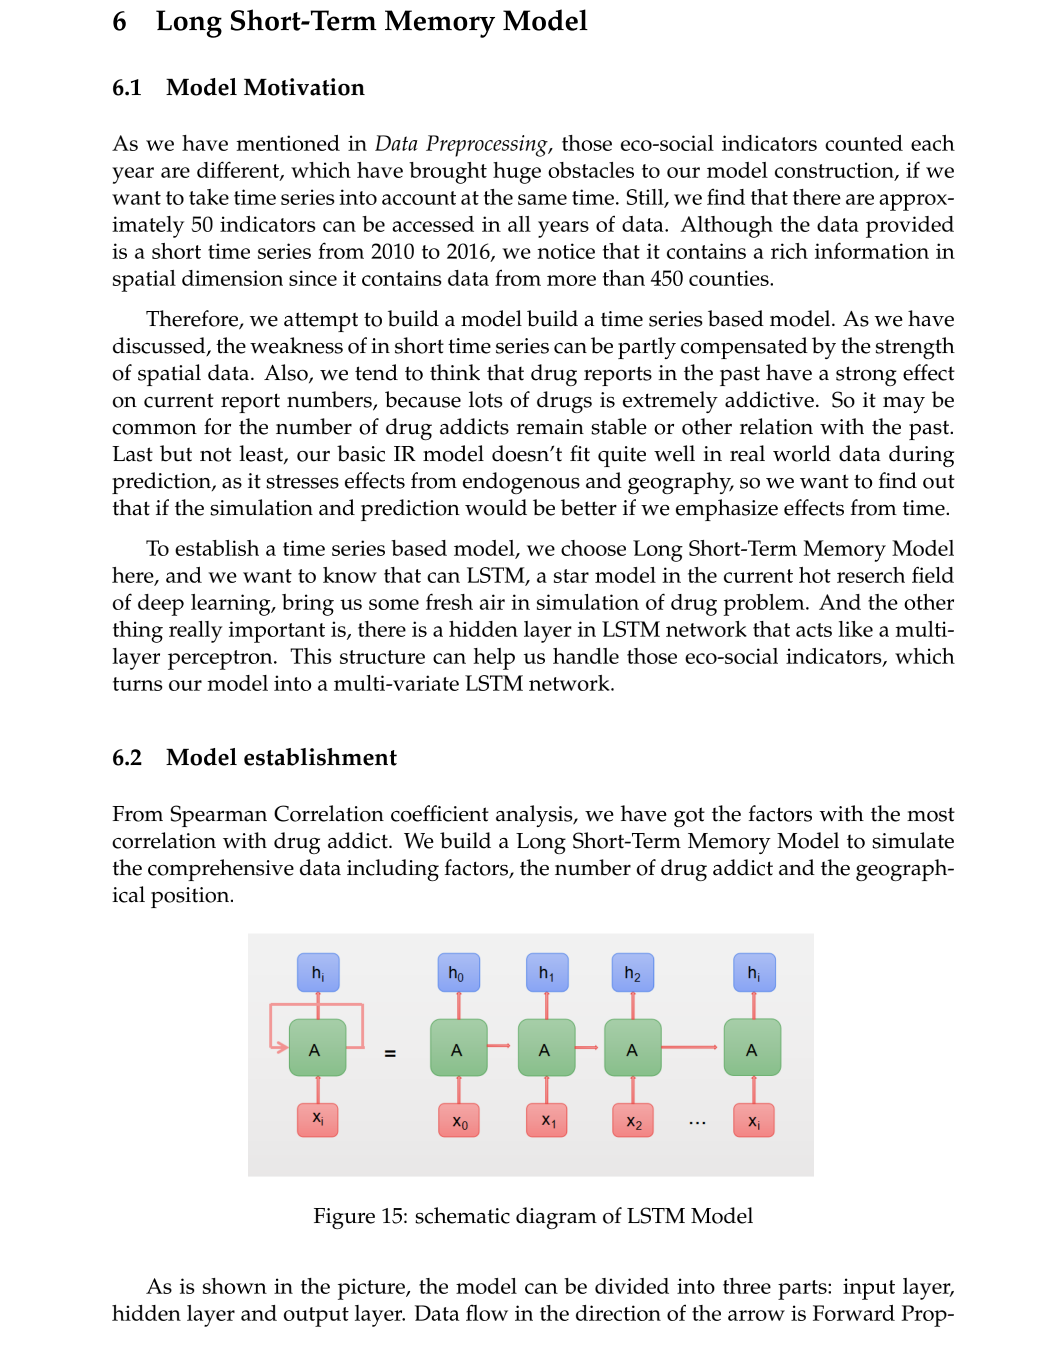 6 Long Short-Term Memory Model
6.1 Model Motivation
As we have mentioned in Data Preprocessing, those eco-social indicators counted each
year are different, which have brought huge obstacles to our model construction, if we
want to take time series into account at the same time. Still, we find that there are approx-
imately 50 indicators can be accessed in all years of data. Although the data provided
is a short time series from 2010 to 2016, we notice that it contains a rich information in
spatial dimension since it contains data from more than 450 counties.
Therefore, we attempt to build a model build a time series based model. As we have
discussed, the weakness of in short time series can be partly compensated by the strength
of spatial data. Also, we tend to think that drug reports in the past have a strong effect
on current report numbers, because lots of drugs is extremely addictive. So it may be
common for the number of drug addicts remain stable or other relation with the past.
Last but not least, our basic IR model doesn't fit quite well in real world data during
prediction, as it stresses effects from endogenous and geography, so we want to find out
that if the simulation and prediction would be better if we emphasize effects from time.
To establish a time series based model, we choose Long Short-Term Memory Model
here, and we want to know that can LSTM, a star model in the current hot reserch field
of deep learning, bring us some fresh air in simulation of drug problem. And the other
thing really important is, there is a hidden layer in LSTM network that acts like a multi-
layer perceptron. This structure can help us handle those eco-social indicators, which
turns our model into a multi-variate LSTM network.
6.2 Model establishment
From Spearman Correlation coefficient analysis, we have got the factors with the most
correlation with drug addict. We build a Long Short-Term Memory Model to simulate
the comprehensive data including factors, the number of drug addict and the geograph-
ical position.
hi h0 h1 h2 hi
A = A A A A
xi x0 x1 x2 ... xi
Figure 15: schematic diagram of LSTM Model
As is shown in the picture, the model can be divided into three parts: input layer,
hidden layer and output layer. Data flow in the direction of the arrow is Forward Prop-